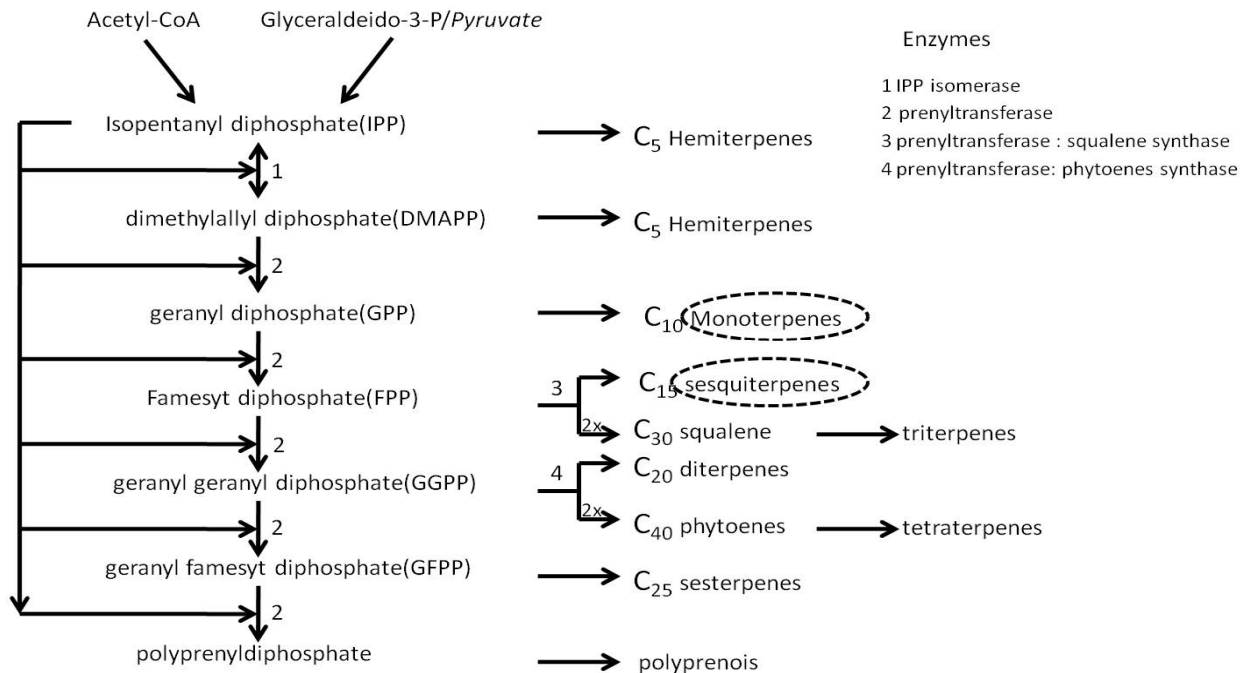 Acetyl-CoA Glyceraldeido-3-P/Pyruvate
Enzymes
1 IPP isomerase
2 prenyltransferase
3 prenyltransferase : squalene synthase
4 prenyltransferase: phytoenes synthase
Isopentanyl diphosphate(IPP) C5 Hemiterpenes
1
dimethylallyl diphosphate(DMAPP) C5 Hemiterpenes
2
geranyl diphosphate(GPP) C10 Monoterpenes
2
3 C15 sesquiterpenes
Famesyt diphosphate(FPP)
2x C30 squalene triterpenes
2
4 C20 diterpenes
geranyl geranyl diphosphate(GGPP)
2x C40 phytoenes tetraterpenes
2
geranyl famesyt diphosphate(GFPP) C25 sesterpenes
2
polyprenyldiphosphate polyprenois